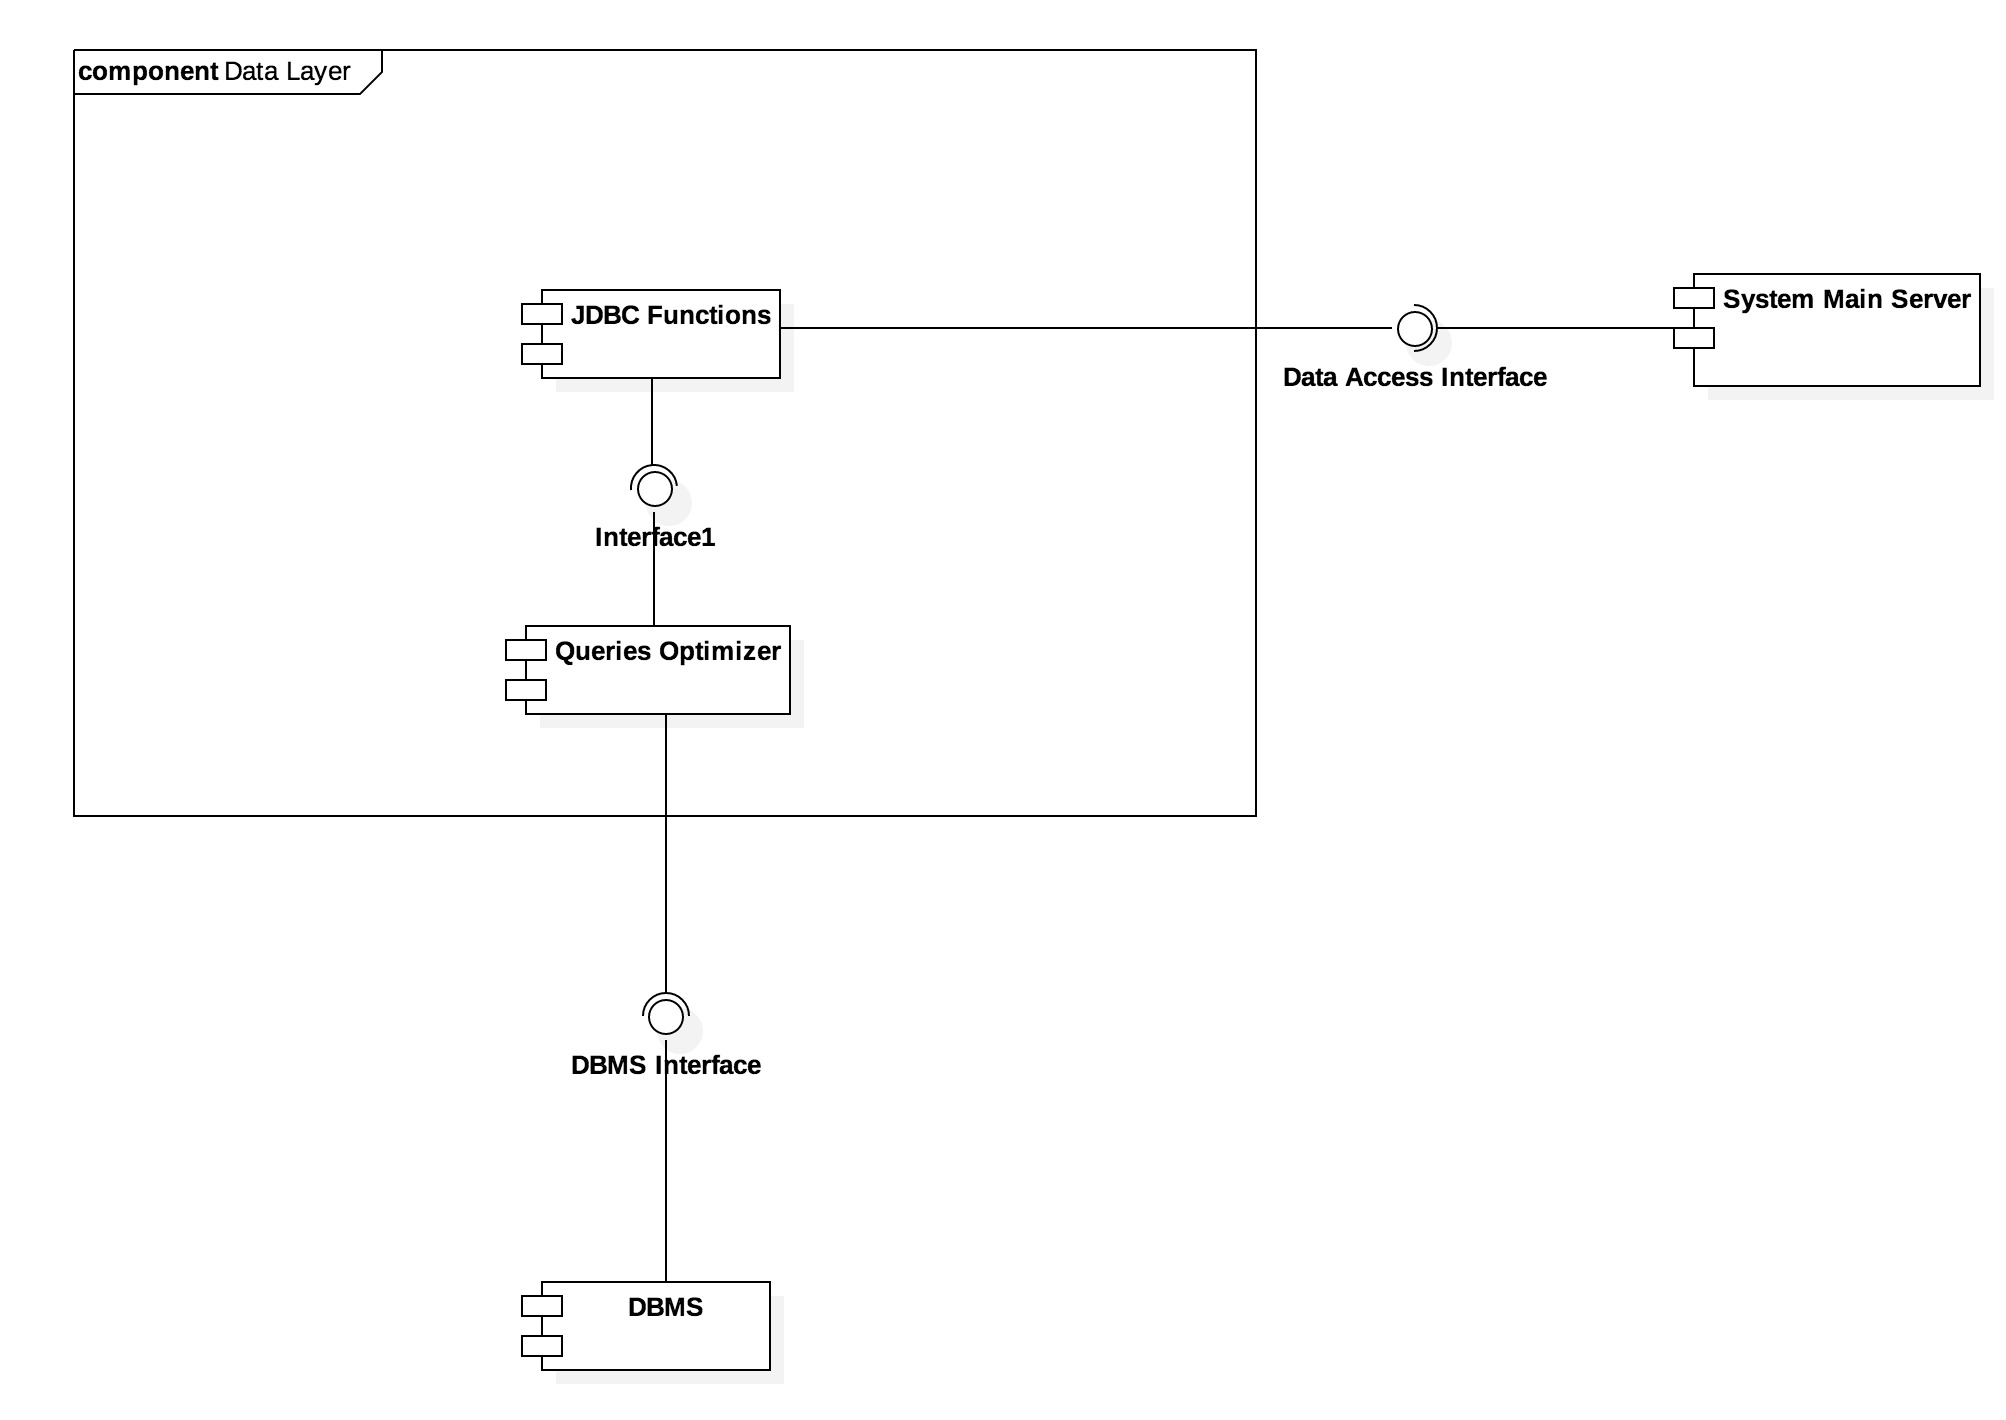 component Data Layer
JDBC Functions
System Main Server
Data Access Interface
Interface1
Queries Optimizer
DBMS Interface
DBMS